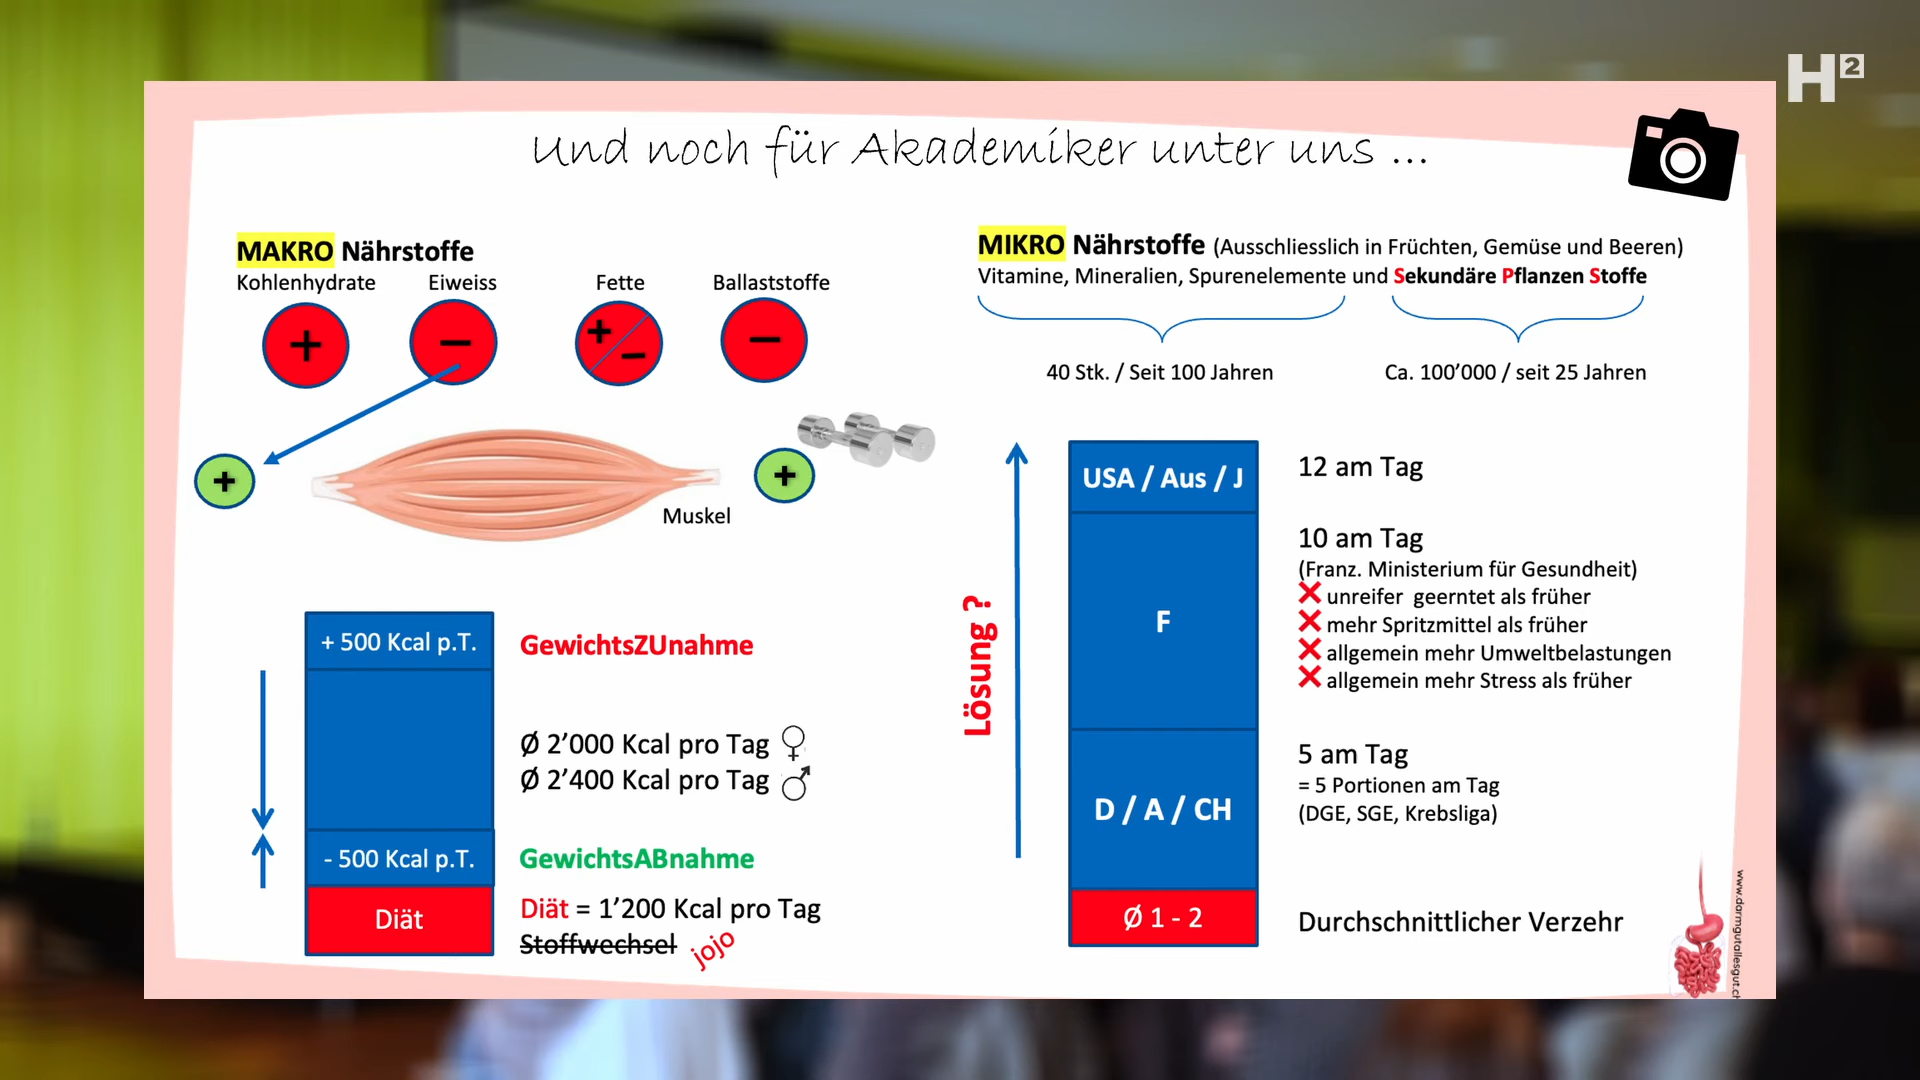 H²
Und noch für Akademiker unter uns ...
MAKRO Nährstoffe
Kohlenhydrate Eiweiss Fette Ballaststoffe
+ − + − −
+ +
Muskel
+ 500 Kcal p.T. GewichtsZUnahme
Ø 2’000 Kcal pro Tag ♀
Ø 2’400 Kcal pro Tag ♂
- 500 Kcal p.T. GewichtsABnahme
Diät Diät = 1’200 Kcal pro Tag
Stoffwechsel jojo
MIKRO Nährstoffe (Ausschliesslich in Früchten, Gemüse und Beeren)
Vitamine, Mineralien, Spurenelemente und Sekundäre Pflanzen Stoffe
40 Stk. / Seit 100 Jahren Ca. 100’000 / seit 25 Jahren
Lösung ?
USA / Aus / J 12 am Tag
F 10 am Tag
(Franz. Ministerium für Gesundheit)
unreifer geerntet als früher
mehr Spritzmittel als früher
allgemein mehr Umweltbelastungen
allgemein mehr Stress als früher
D / A / CH 5 am Tag
= 5 Portionen am Tag
(DGE, SGE, Krebsliga)
Ø 1 - 2 Durchschnittlicher Verzehr
www.darmgutallesgut.ch